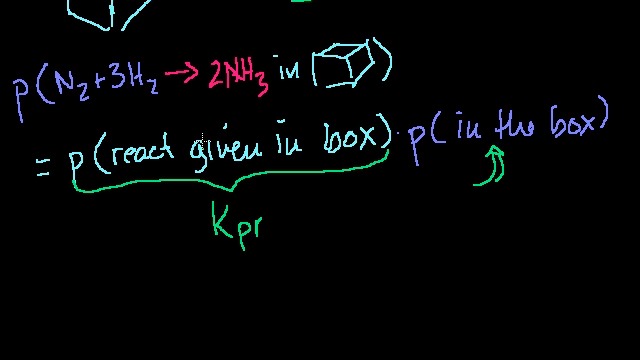 p(N₂+3H₂ → 2NH₃ in )
= p(react given in box) · p(in the box)
Kpr